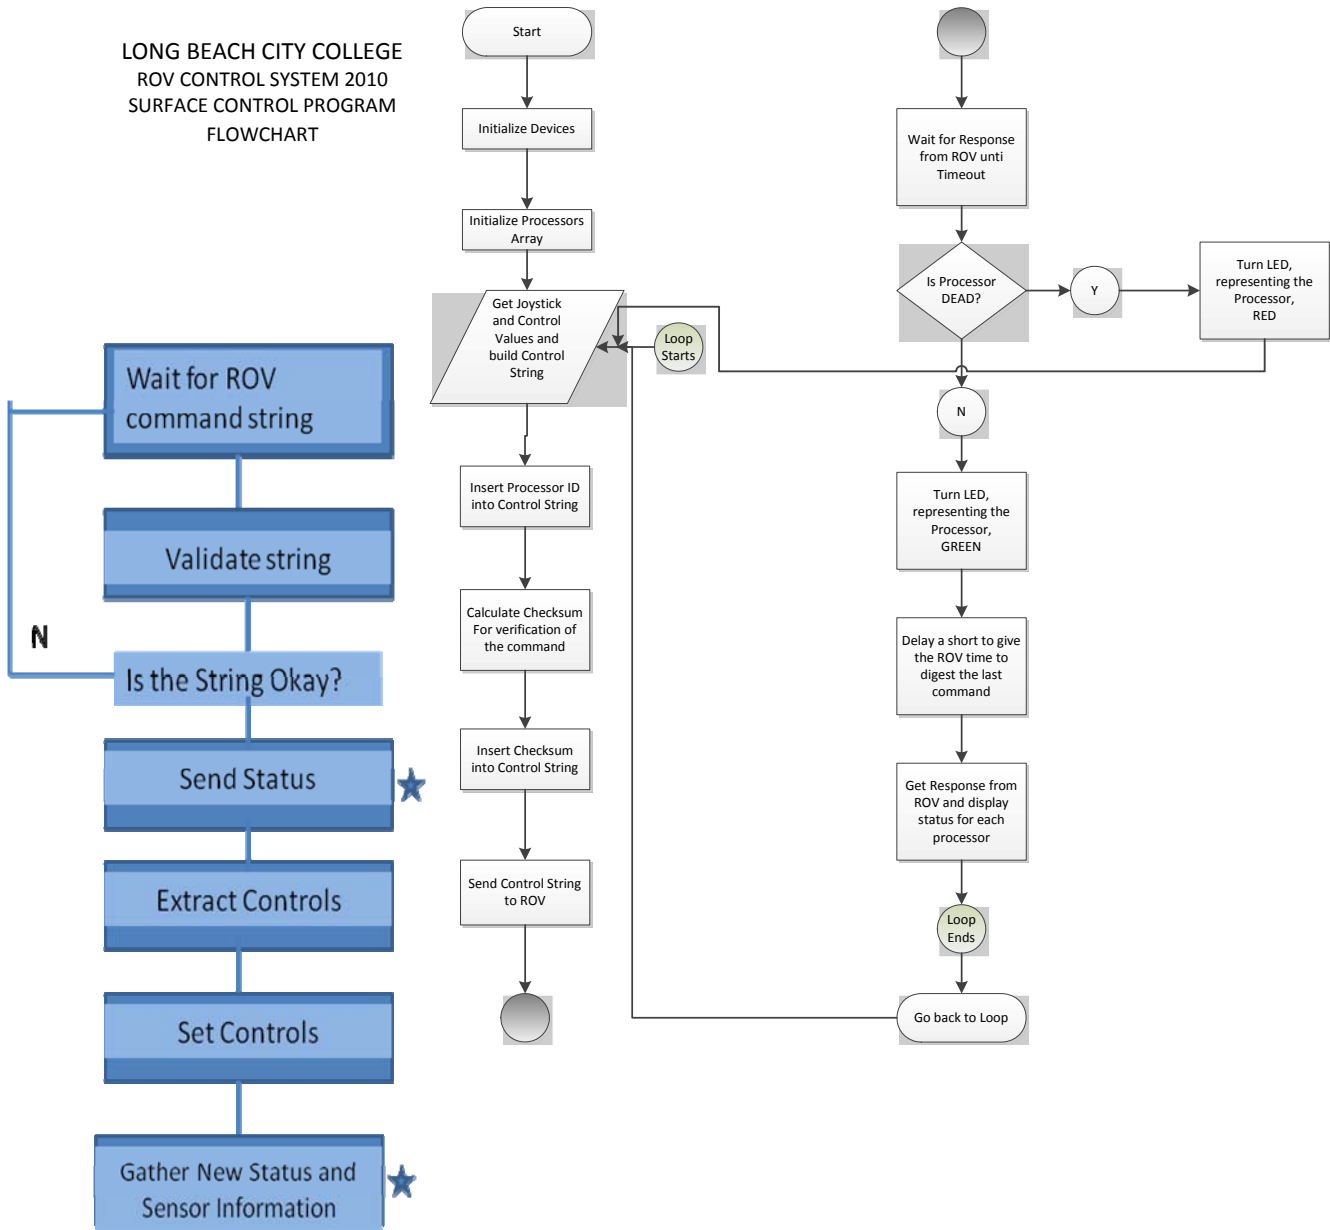 LONG BEACH CITY COLLEGE
ROV CONTROL SYSTEM 2010
SURFACE CONTROL PROGRAM
FLOWCHART
Wait for ROV
command string
Validate string
N
Is the String Okay?
Send Status
Extract Controls
Set Controls
Gather New Status and
Sensor Information
Start
Initialize Devices
Initialize Processors
Array
Get Joystick
and Control
Values and
build Control
String
Loop
Starts
Insert Processor ID
into Control String
Calculate Checksum
For verification of
the command
Insert Checksum
into Control String
Send Control String
to ROV
Wait for Response
from ROV unti
Timeout
Is Processor
DEAD?
Y
Turn LED,
representing the
Processor,
RED
N
Turn LED,
representing the
Processor,
GREEN
Delay a short to give
the ROV time to
digest the last
command
Get Response from
ROV and display
status for each
processor
Loop
Ends
Go back to Loop